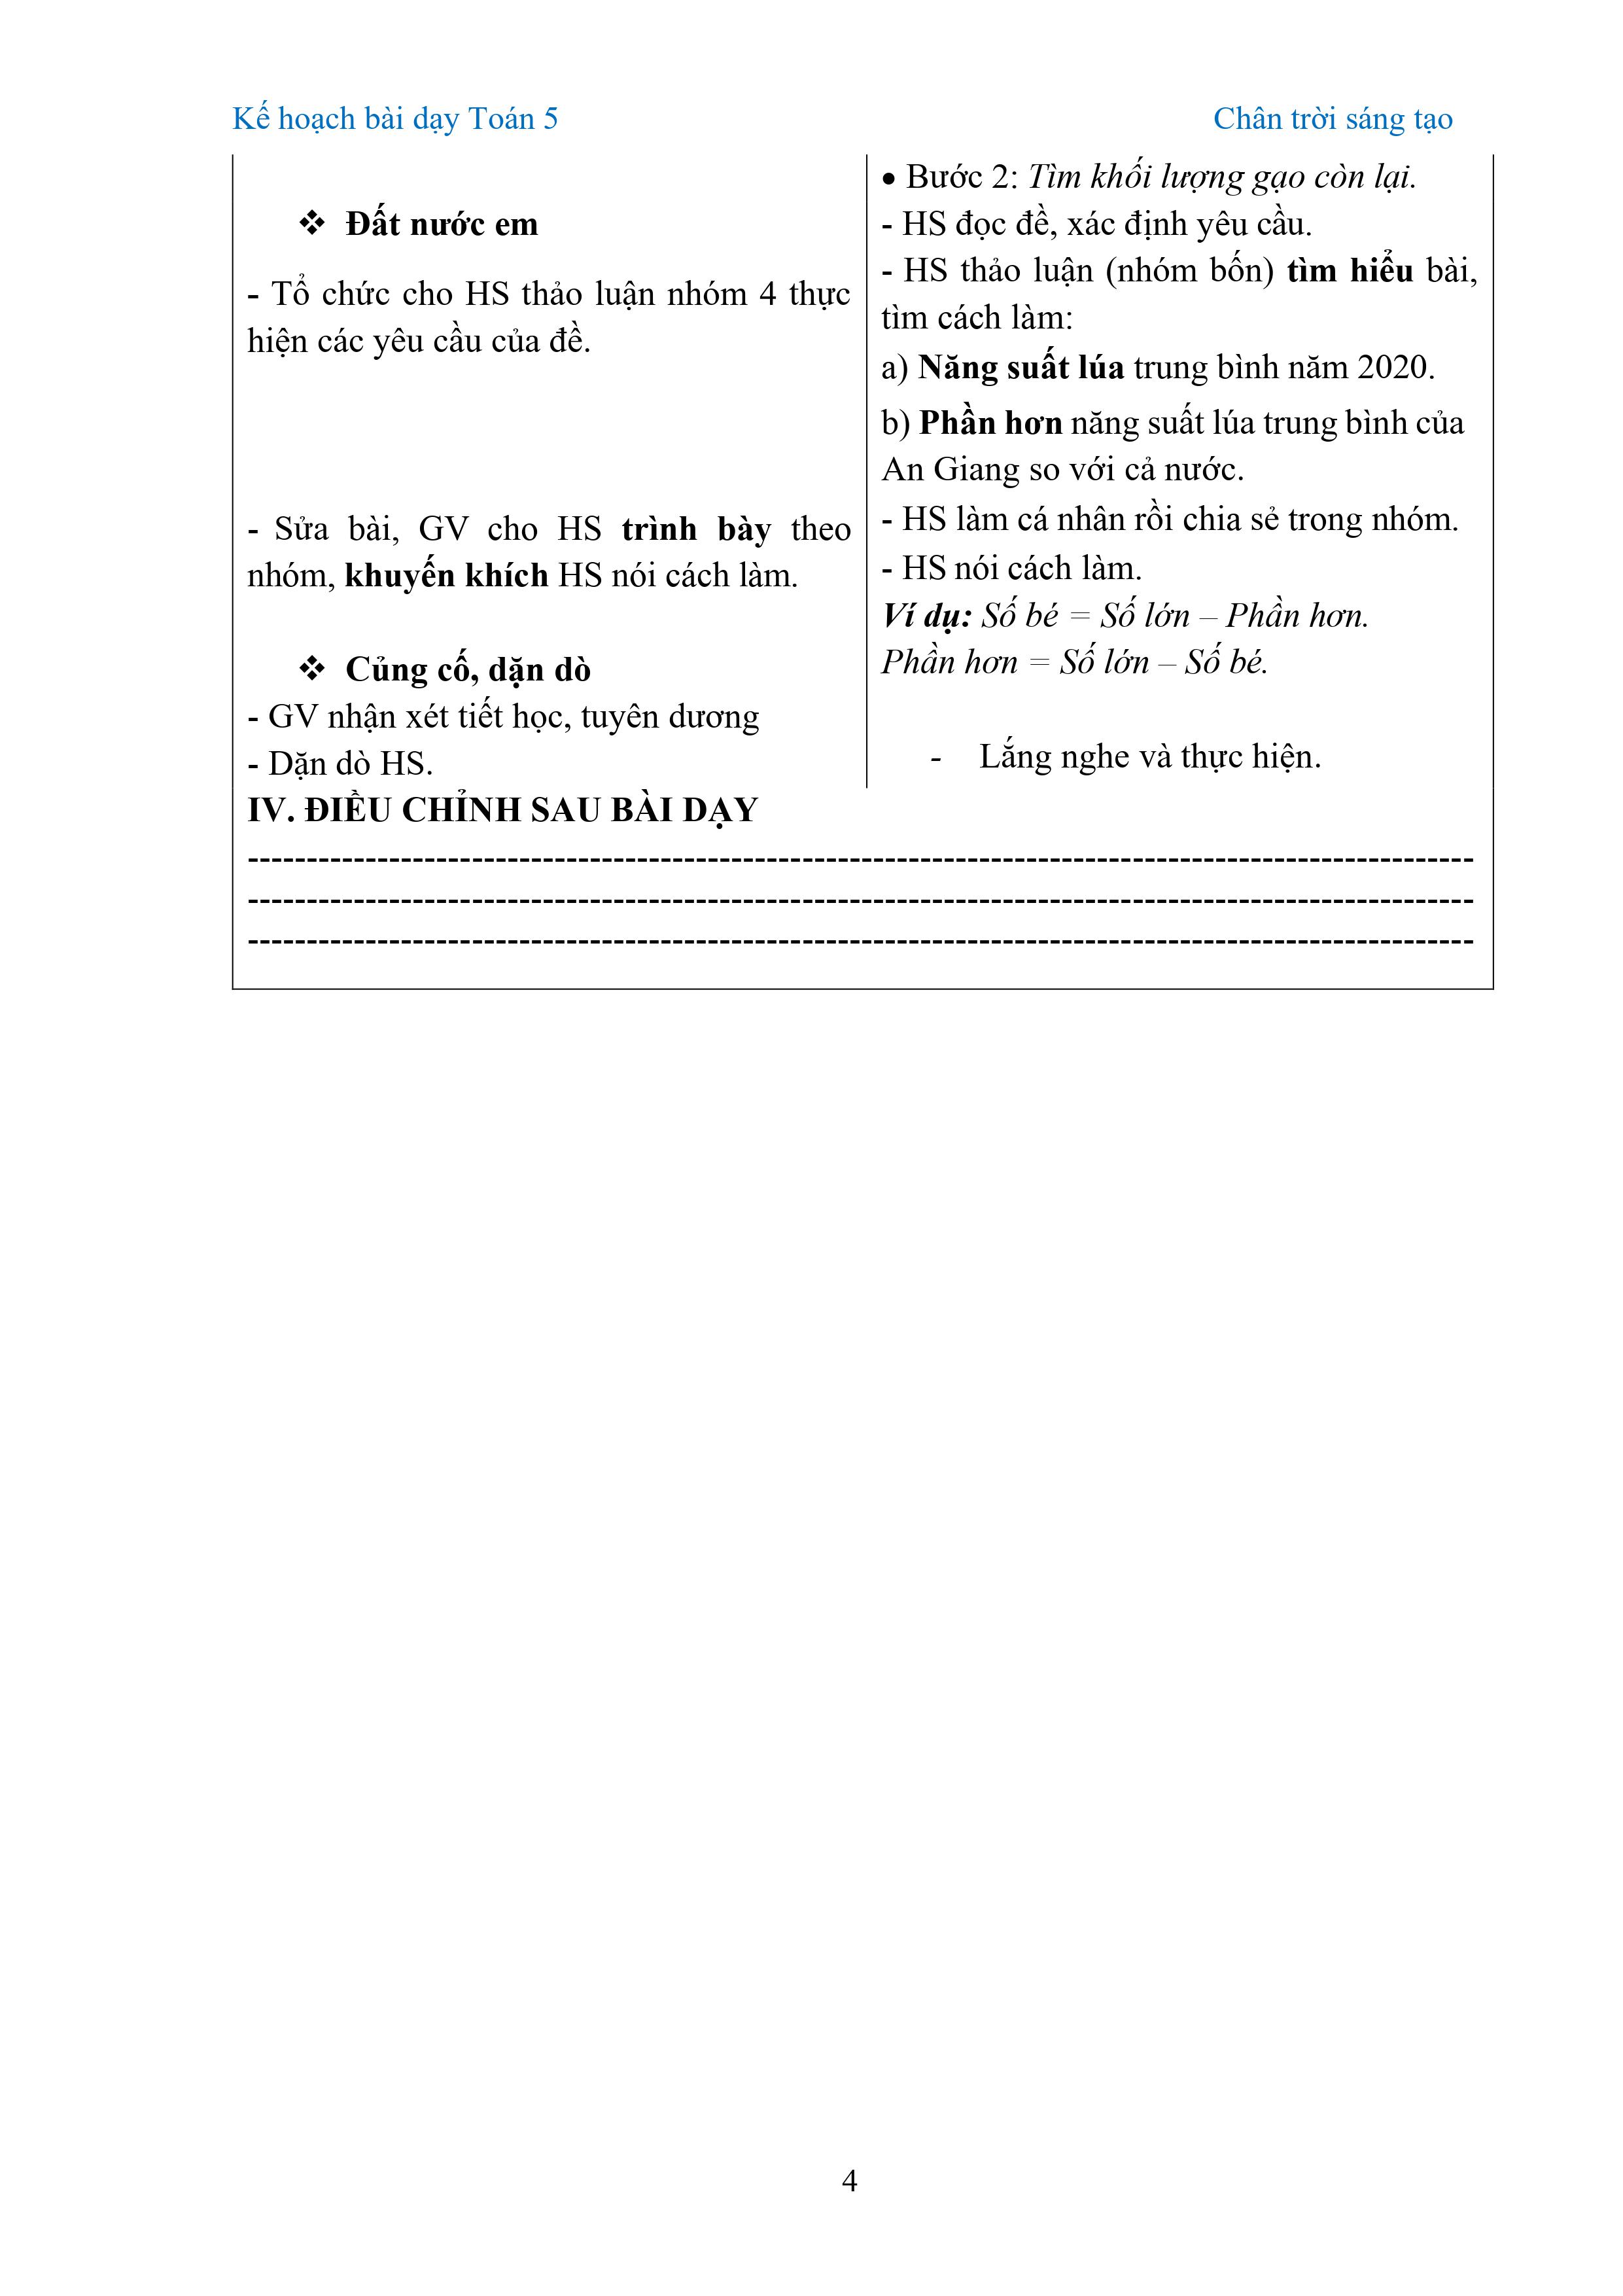 Kế hoạch bài dạy Toán 5
Chân trời sáng tạo
❖ Đất nước em
- Tổ chức cho HS thảo luận nhóm 4 thực
hiện các yêu cầu của đề.
- Sửa bài, GV cho HS trình bày theo
nhóm, khuyến khích HS nói cách làm.
❖ Củng cố, dặn dò
- GV nhận xét tiết học, tuyên dương
- Dặn dò HS.
• Bước 2: Tìm khối lượng gạo còn lại.
- HS đọc đề, xác định yêu cầu.
- HS thảo luận (nhóm bốn) tìm hiểu bài,
tìm cách làm:
a) Năng suất lúa trung bình năm 2020.
b) Phần hơn năng suất lúa trung bình của
An Giang so với cả nước.
- HS làm cá nhân rồi chia sẻ trong nhóm.
- HS nói cách làm.
Ví dụ: Số bé = Số lớn – Phần hơn.
Phần hơn = Số lớn – Số bé.
- Lắng nghe và thực hiện.
IV. ĐIỀU CHỈNH SAU BÀI DẠY
4